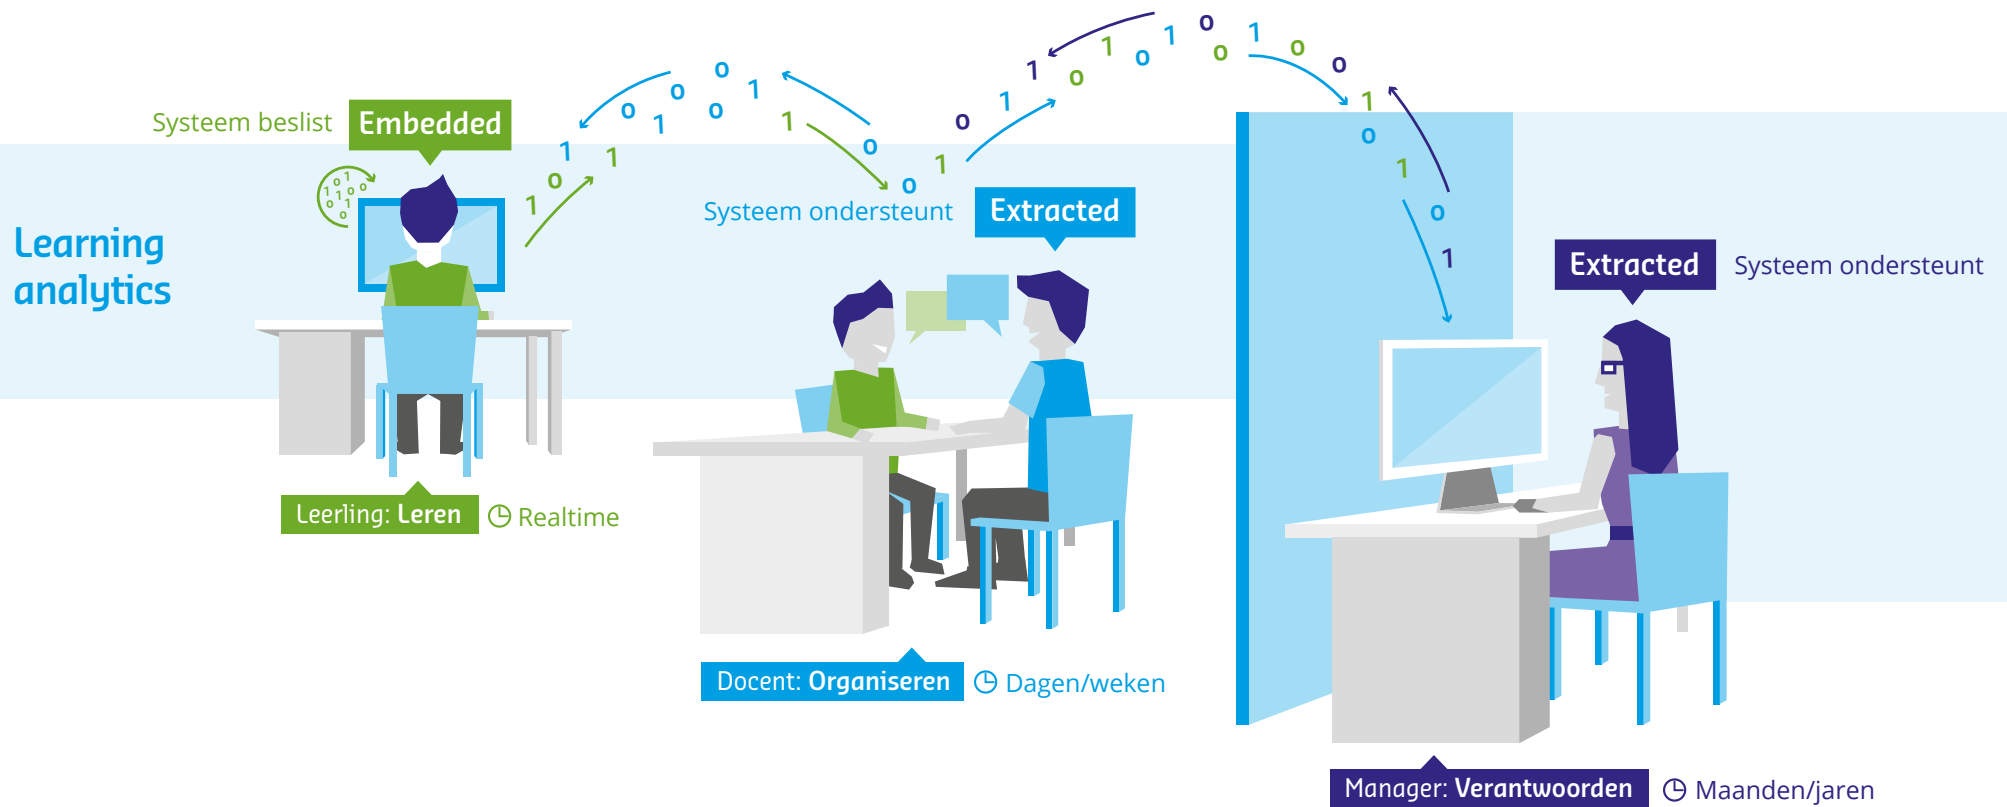 Learning
analytics
Systeem beslist
Embedded
Leerling: Leren
Realtime
Systeem ondersteunt
Extracted
Docent: Organiseren
Dagen/weken
Extracted
Systeem ondersteunt
Manager: Verantwoorden
Maanden/jaren